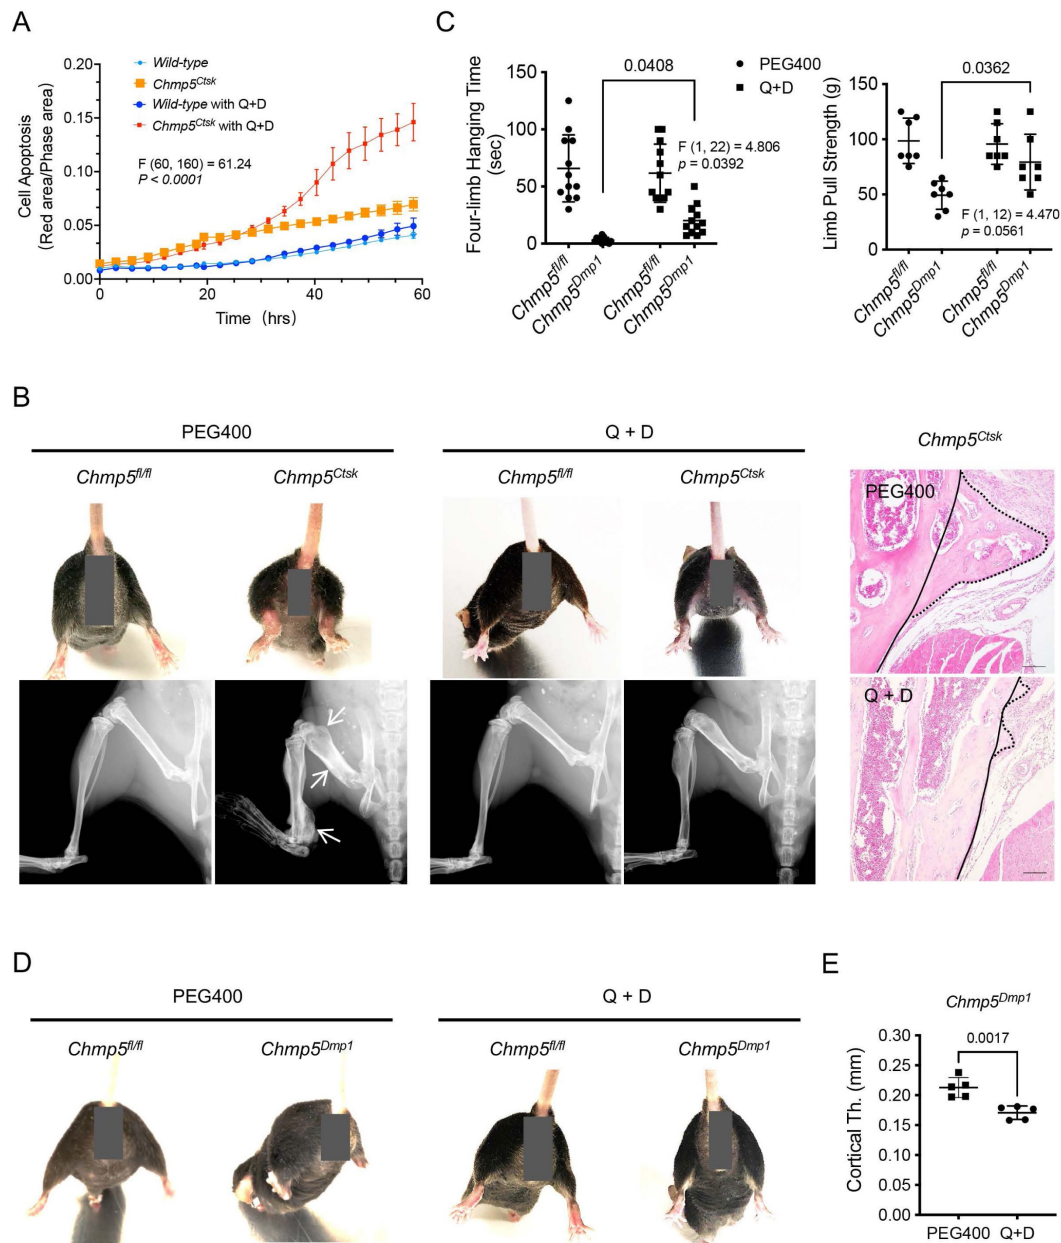 A
Cell Apoptosis
(Red area/Phase area)
0.20
0.15
0.10
0.05
0.00
Wild-type
Chmp5Ctsk
Wild-type with Q+D
Chmp5Ctsk with Q+D
F (60, 160) = 61.24
P < 0.0001
0 20 40 60
Time (hrs)
C
Four-limb Hanging Time
(sec)
150
100
50
0
0.0408
PEG400
Q+D
F (1, 22) = 4.806
p = 0.0392
Chmp5fl/fl
Chmp5Dmp1
Chmp5fl/fl
Chmp5Dmp1
Limb Pull Strength (g)
150
100
50
0
0.0362
F (1, 12) = 4.470
p = 0.0561
Chmp5fl/fl
Chmp5Dmp1
Chmp5fl/fl
Chmp5Dmp1
B
PEG400
Q + D
Chmp5fl/fl
Chmp5Ctsk
Chmp5fl/fl
Chmp5Ctsk
Chmp5Ctsk
PEG400
Q + D
D
PEG400
Q + D
Chmp5fl/fl
Chmp5Dmp1
Chmp5fl/fl
Chmp5Dmp1
E
Chmp5Dmp1
Cortical Th. (mm)
0.30
0.25
0.20
0.15
0.10
0.05
0.00
0.0017
PEG400 Q+D